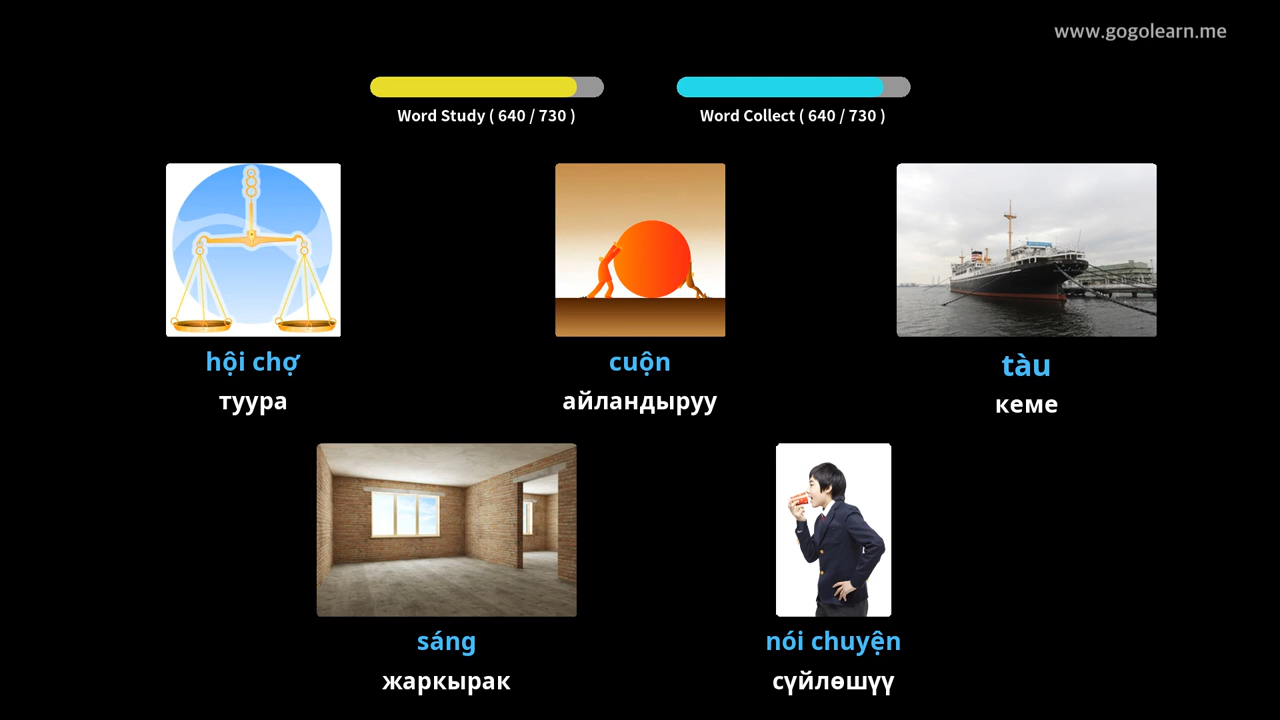 www.gogolearn.me
Word Study ( 640 / 730 )
Word Collect ( 640 / 730 )
hội chợ
туура
cuộn
айландыруу
tàu
кеме
sáng
жаркырак
nói chuyện
сүйлөшүү